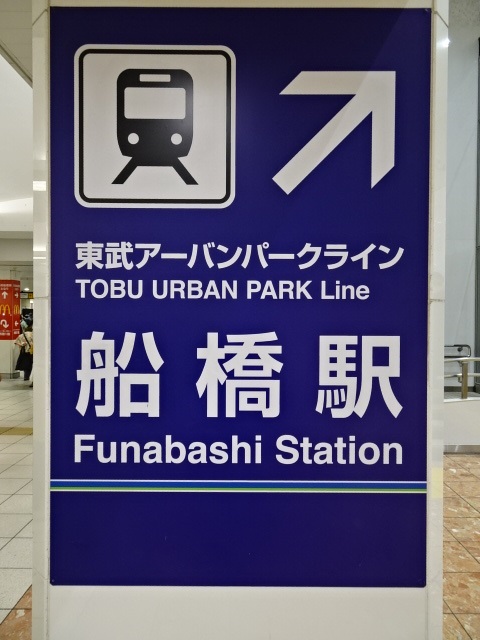 東武アーバンパークライン
TOBU URBAN PARK Line
船橋駅
Funabashi Station